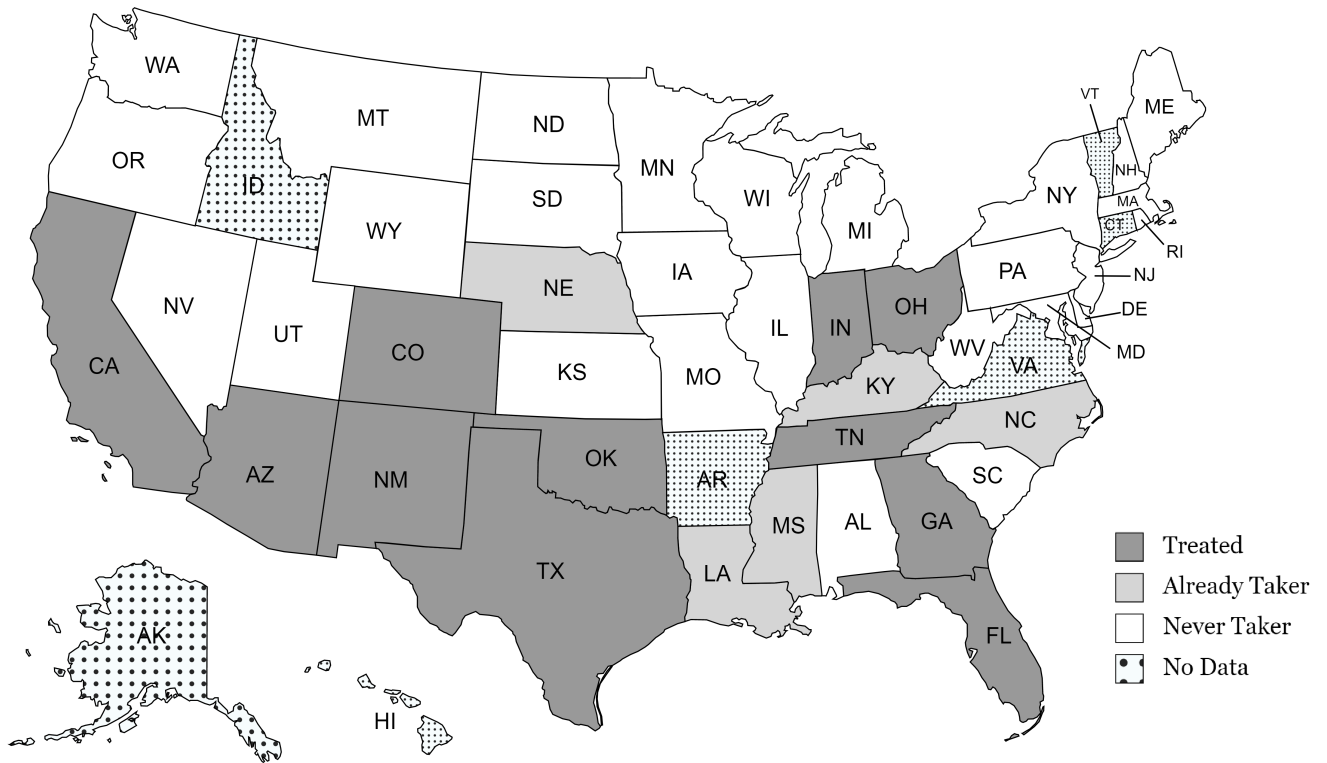 WA
MT
ND
MN
VT
ME
OR
ID
SD
WI
NH
NY
MA
WY
MI
CT
RI
IA
PA
NJ
NE
NV
DE
UT
IL
IN
OH
CO
WV
MD
CA
KS
MO
KY
VA
NC
TN
AZ
NM
OK
AR
SC
MS
AL
GA
TX
LA
FL
AK
HI
Treated
Already Taker
Never Taker
No Data